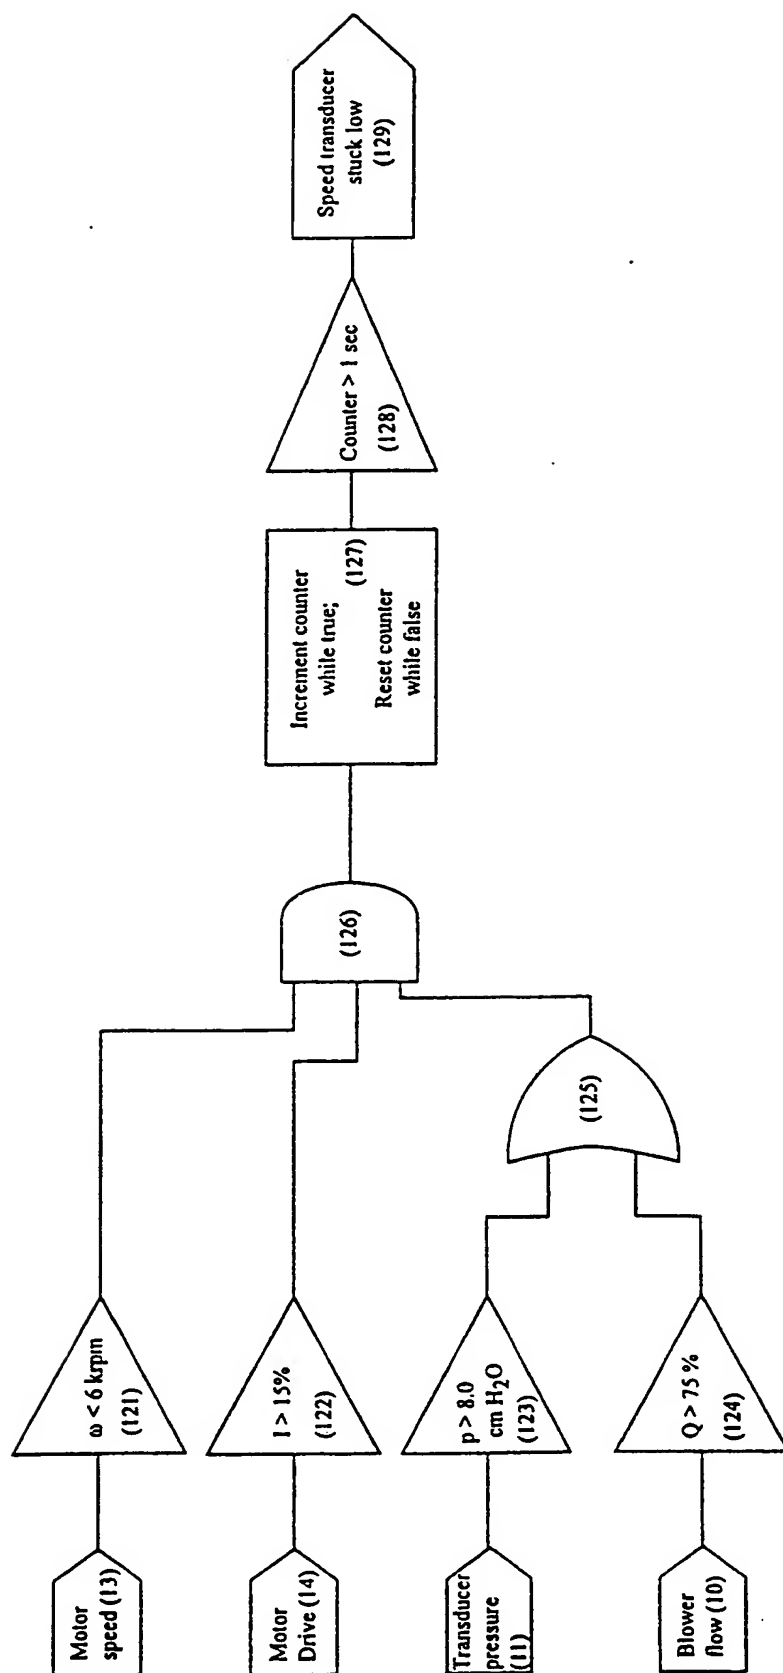 Motor
speed (13)
ω < 6 krpm
(121)
Motor
Drive (14)
I > 15%
(122)
Transducer
pressure
(11)
p > 8.0
cm H₂O
(123)
Blower
flow (10)
Q > 75 %
(124)
(125)
(126)
Increment counter
while true;
(127)
Reset counter
while false
Counter > 1 sec
(128)
Speed transducer
stuck low
(129)